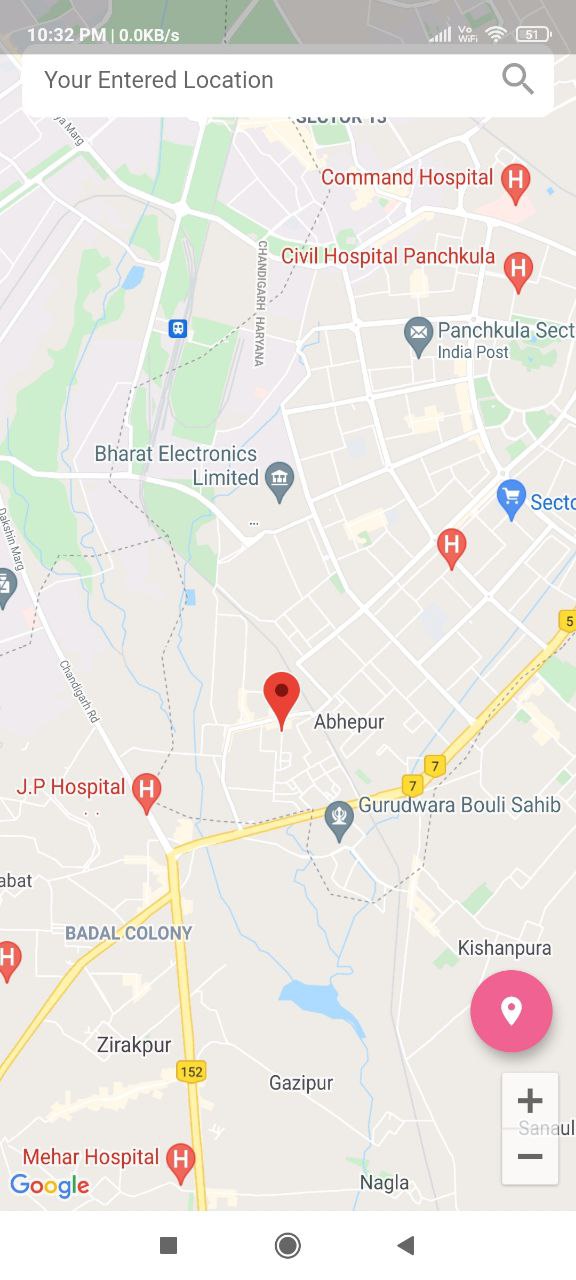 10:32 PM | 0.0KB/s
Vo
WiFi
51
Your Entered Location
SECTOR 13
Command Hospital
H
Civil Hospital Panchkula
H
CHANDIGARH
HARYANA
Panchkula Sect
India Post
Bharat Electronics
Limited
...
Secto
H
Dakshin Marg
5
Chandigarh Rd
Abhepur
7
7
J.P Hospital
H
Gurudwara Bouli Sahib
abat
BADAL COLONY
H
Kishanpura
Zirakpur
152
Gazipur
+
Sanaul
−
Mehar Hospital
H
Google
Nagla